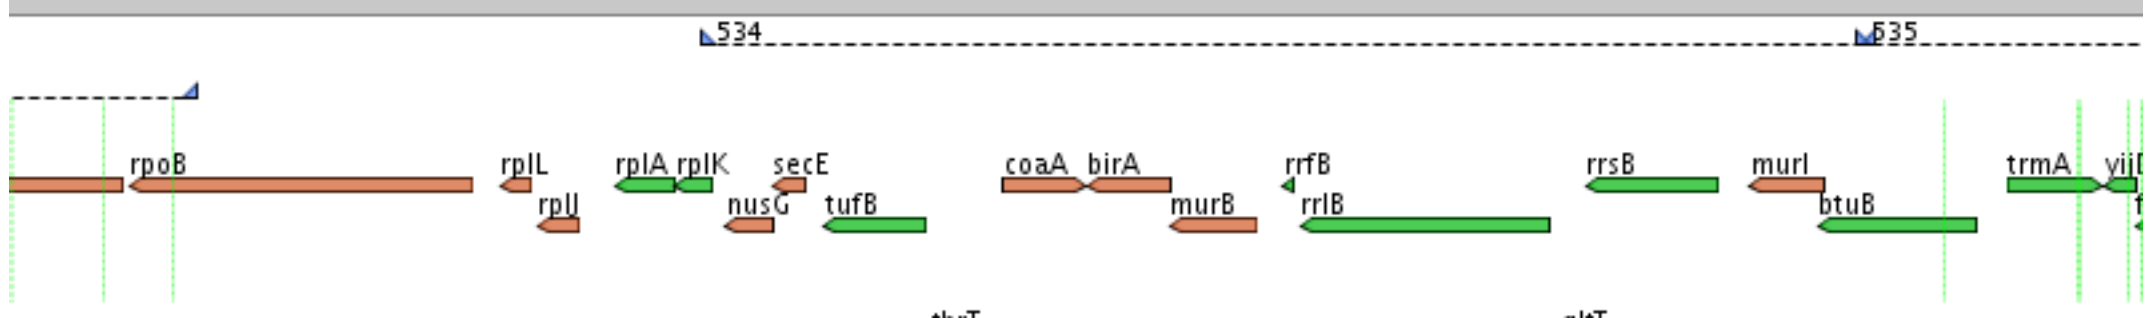 534 535
rpoB rplL rplA rplK secE coaA birA rrfB rrsB murI trmA
rplJ nusG tufB murB rrlB btuB